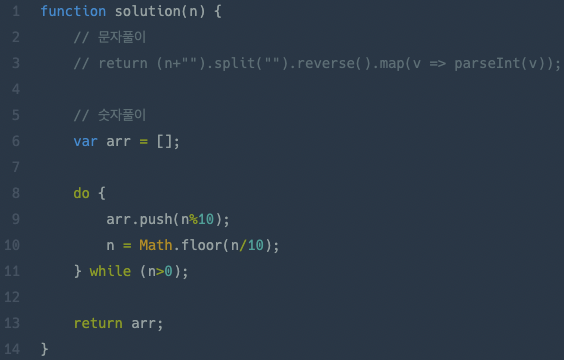 1 function solution(n) {
2 // 문자풀이
3 // return (n+"").split("").reverse().map(v => parseInt(v));
4
5 // 숫자풀이
6 var arr = [];
7
8 do {
9 arr.push(n%10);
10 n = Math.floor(n/10);
11 } while (n>0);
12
13 return arr;
14 }